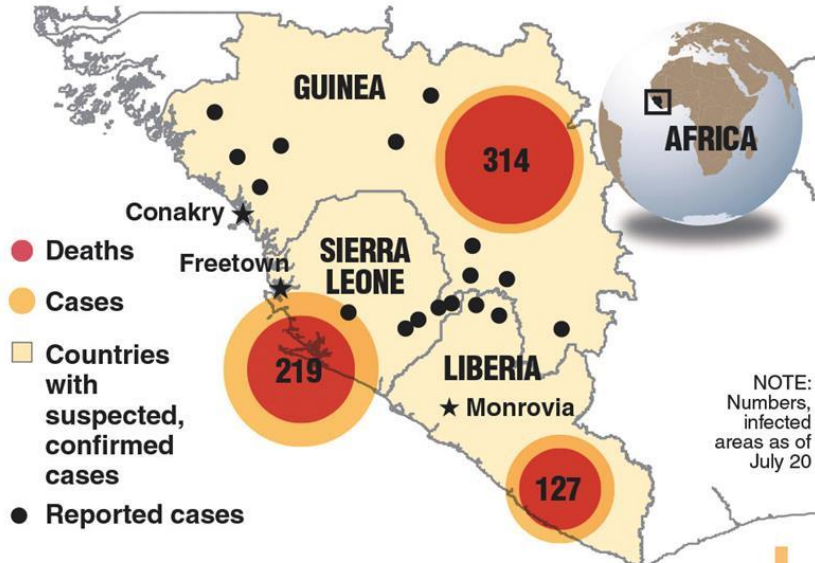 GUINEA
AFRICA
314
Conakry
Deaths
Freetown
SIERRA
LEONE
Cases
Countries
with
suspected,
confirmed
cases
219
LIBERIA
Monrovia
NOTE:
Numbers,
infected
areas as of
July 20
127
Reported cases